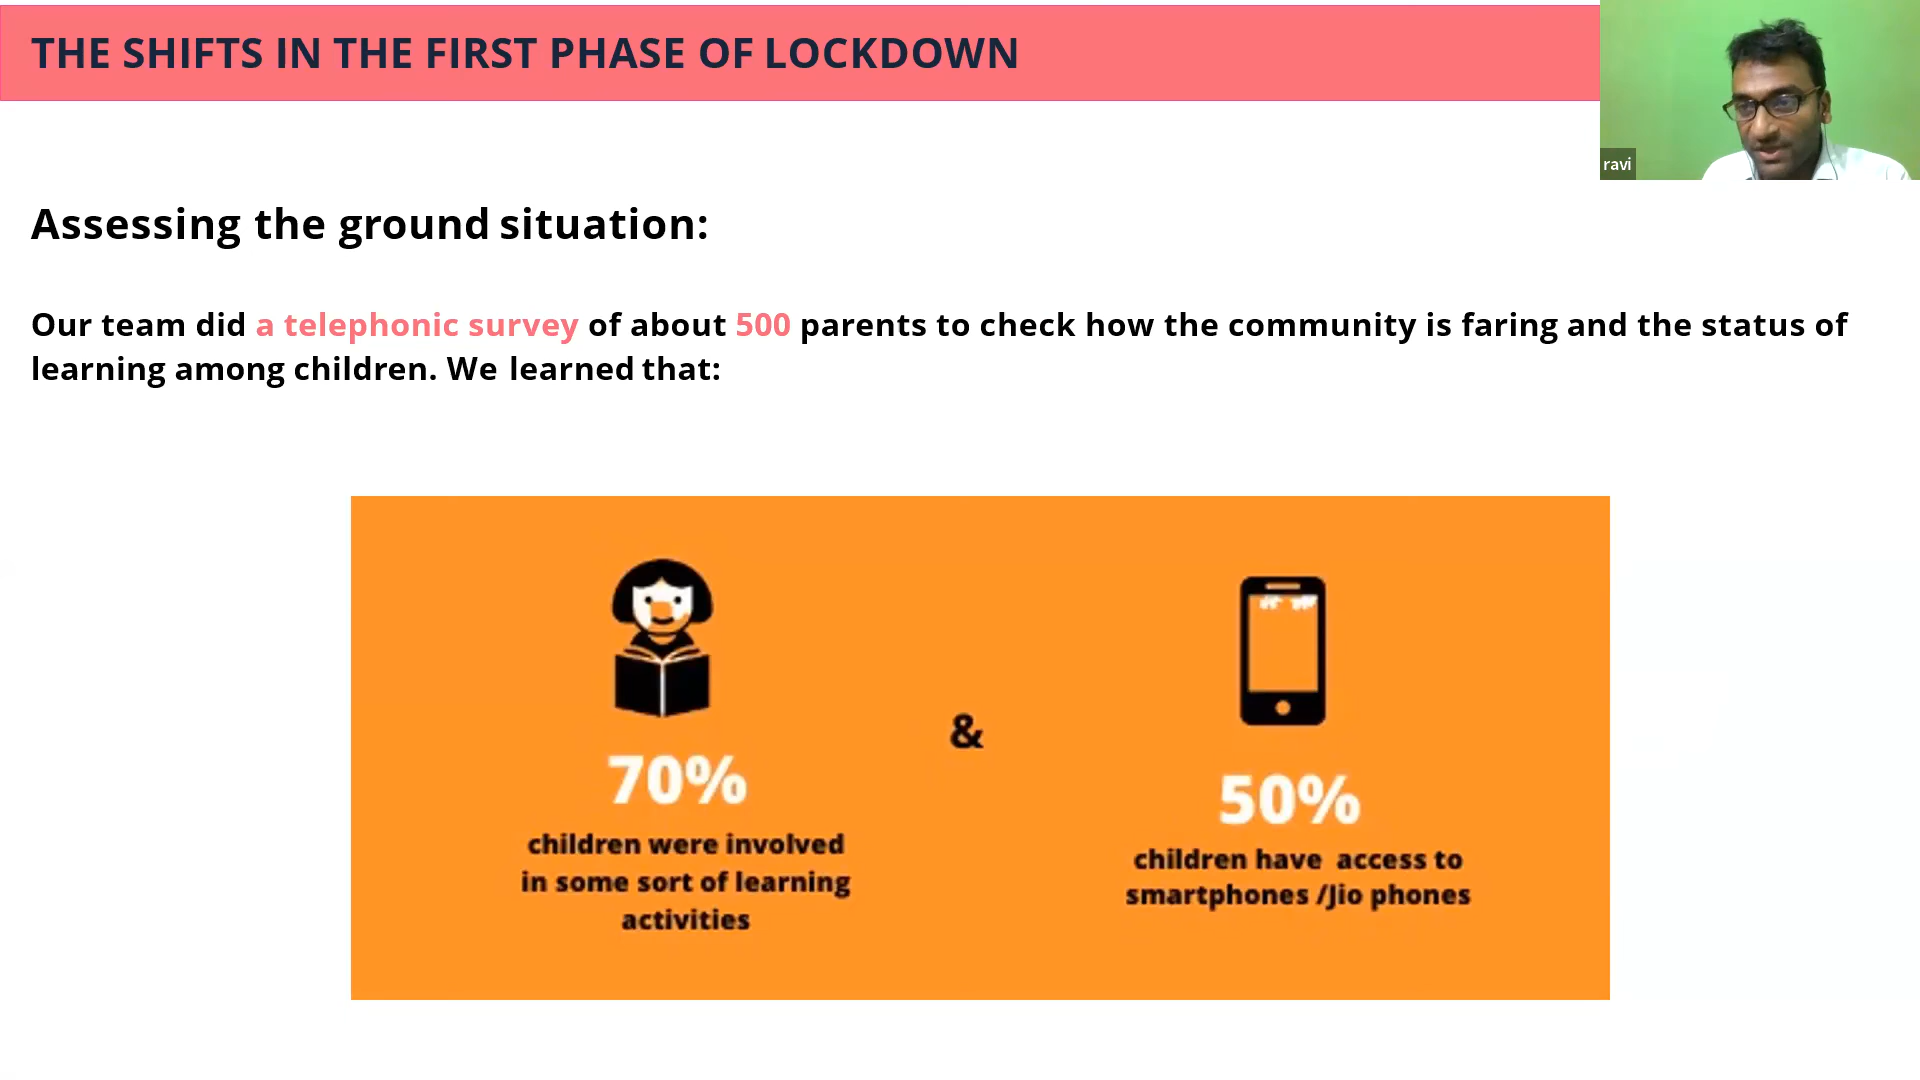 THE SHIFTS IN THE FIRST PHASE OF LOCKDOWN
ravi
Assessing the ground situation:
Our team did a telephonic survey of about 500 parents to check how the community is faring and the status of
learning among children. We learned that:
&
70%
children were involved
in some sort of learning
activities
50%
children have access to
smartphones /Jio phones